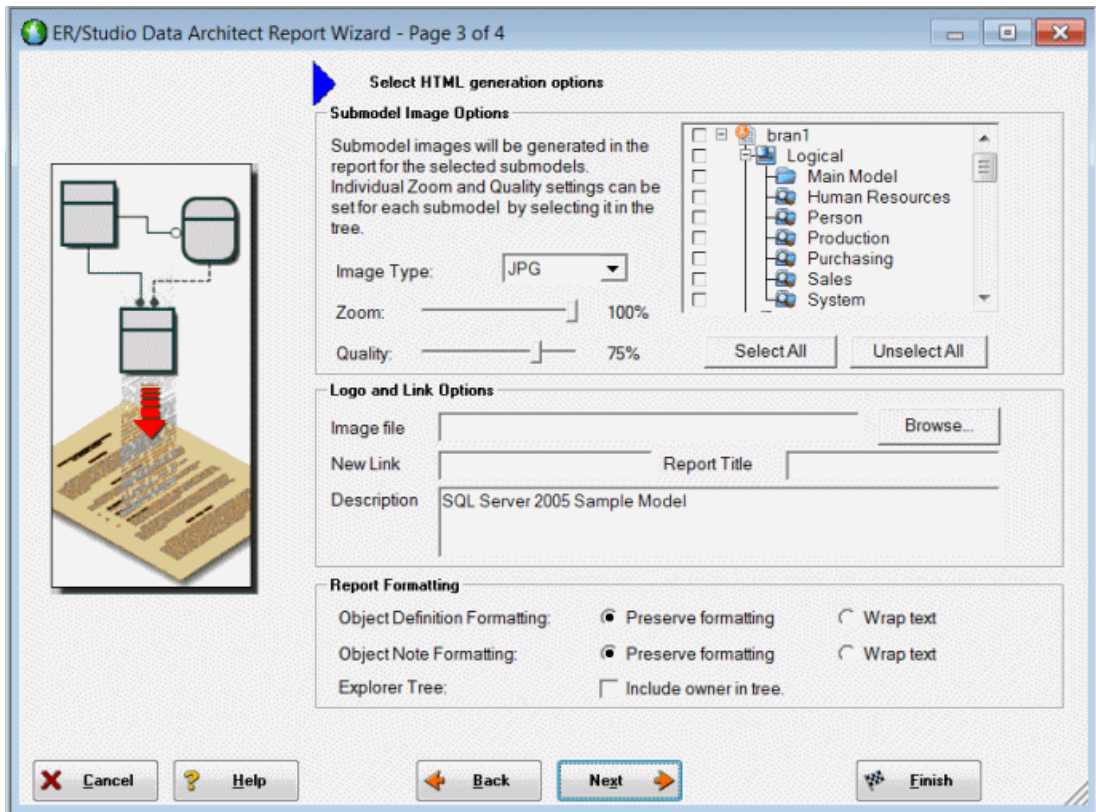 ER/Studio Data Architect Report Wizard - Page 3 of 4
Select HTML generation options
Submodel Image Options
Submodel images will be generated in the
report for the selected submodels.
Individual Zoom and Quality settings can be
set for each submodel by selecting it in the
tree.
Image Type:
JPG
Zoom:
100%
Quality:
75%
bran1
Logical
Main Model
Human Resources
Person
Production
Purchasing
Sales
System
Select All
Unselect All
Logo and Link Options
Image file
Browse...
New Link
Report Title
Description
SQL Server 2005 Sample Model
Report Formatting
Object Definition Formatting:
Preserve formatting
Wrap text
Object Note Formatting:
Preserve formatting
Wrap text
Explorer Tree:
Include owner in tree.
Cancel
Help
Back
Next
Finish